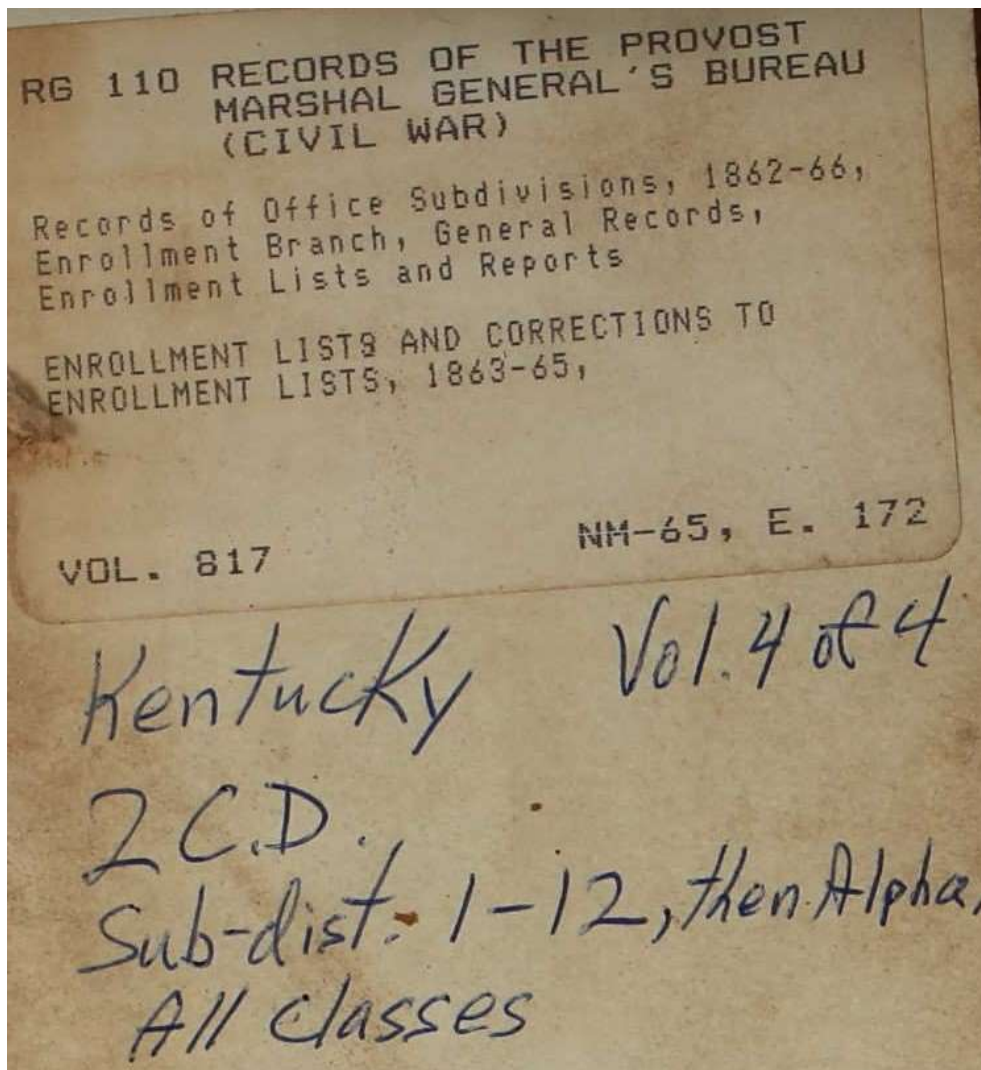 RG 110 RECORDS OF THE PROVOST
MARSHAL GENERAL'S BUREAU
(CIVIL WAR)
Records of Office Subdivisions, 1862-66,
Enrollment Branch, General Records,
Enrollment Lists and Reports
ENROLLMENT LISTS AND CORRECTIONS TO
ENROLLMENT LISTS, 1863-65,
VOL. 817 NM-65, E. 172
Kentucky Vol. 4 of 4
2 C.D.
Sub-dist. 1-12, then Alpha.
All classes